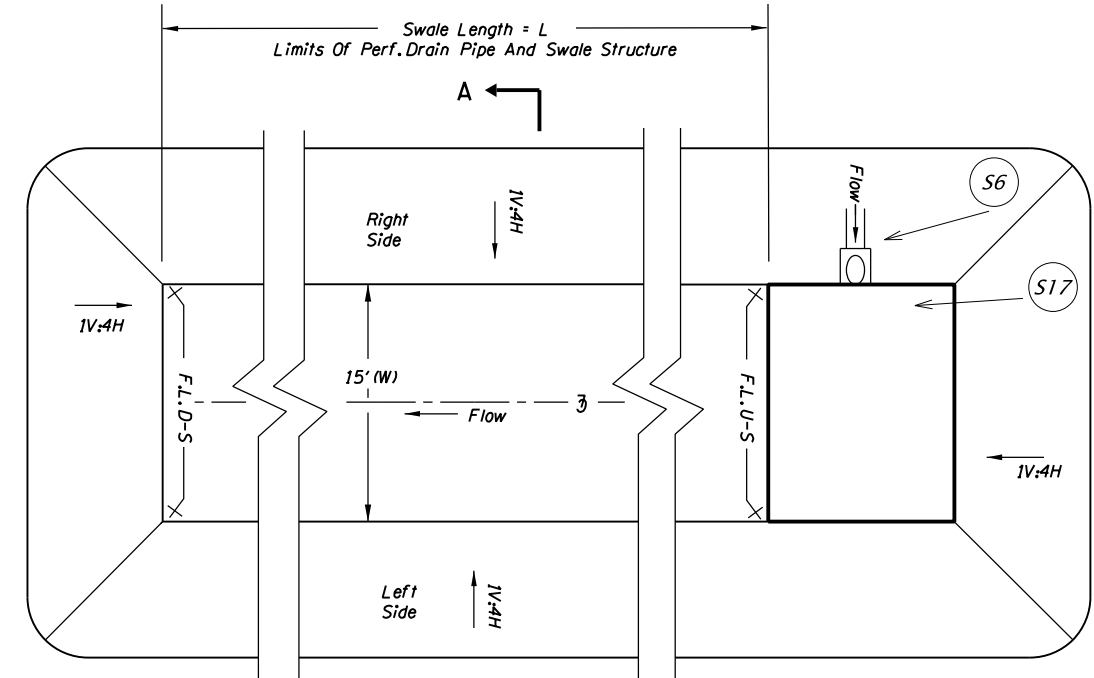 Swale Length = L
Limits Of Perf. Drain Pipe And Swale Structure
A
Flow
S6
1V:4H
Right
Side
S17
1V:4H
15' (W)
F.L. D-S
F.L. U-S
Flow
1V:4H
Left
Side
1V:4H